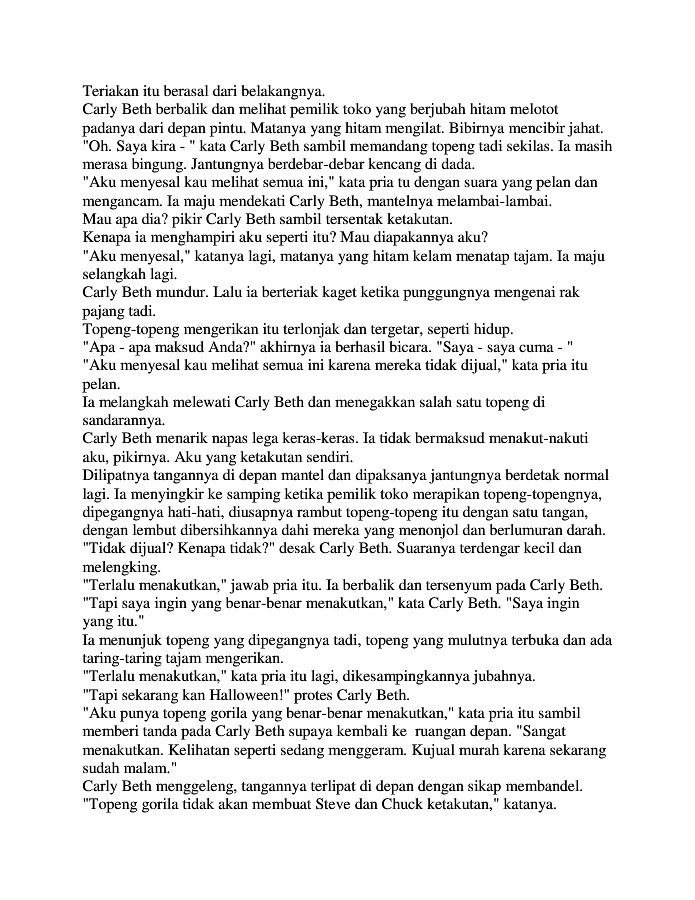 Teriakan itu berasal dari belakangnya.
Carly Beth berbalik dan melihat pemilik toko yang berjubah hitam melotot
padanya dari depan pintu. Matanya yang hitam mengilat. Bibirnya mencibir jahat.
"Oh. Saya kira - " kata Carly Beth sambil memandang topeng tadi sekilas. Ia masih
merasa bingung. Jantungnya berdebar-debar kencang di dada.
"Aku menyesal kau melihat semua ini," kata pria tu dengan suara yang pelan dan
mengancam. Ia maju mendekati Carly Beth, mantelnya melambai-lambai.
Mau apa dia? pikir Carly Beth sambil tersentak ketakutan.
Kenapa ia menghampiri aku seperti itu? Mau diapakannya aku?
"Aku menyesal," katanya lagi, matanya yang hitam kelam menatap tajam. Ia maju
selangkah lagi.
Carly Beth mundur. Lalu ia berteriak kaget ketika punggungnya mengenai rak
pajang tadi.
Topeng-topeng mengerikan itu terlonjak dan tergetar, seperti hidup.
"Apa - apa maksud Anda?" akhirnya ia berhasil bicara. "Saya - saya cuma - "
"Aku menyesal kau melihat semua ini karena mereka tidak dijual," kata pria itu
pelan.
Ia melangkah melewati Carly Beth dan menegakkan salah satu topeng di
sandarannya.
Carly Beth menarik napas lega keras-keras. Ia tidak bermaksud menakut-nakuti
aku, pikirnya. Aku yang ketakutan sendiri.
Dilipatnya tangannya di depan mantel dan dipaksanya jantungnya berdetak normal
lagi. Ia menyingkir ke samping ketika pemilik toko merapikan topeng-topengnya,
dipegangnya hati-hati, diusapnya rambut topeng-topeng itu dengan satu tangan,
dengan lembut dibersihkannya dahi mereka yang menonjol dan berlumuran darah.
"Tidak dijual? Kenapa tidak?" desak Carly Beth. Suaranya terdengar kecil dan
melengking.
"Terlalu menakutkan," jawab pria itu. Ia berbalik dan tersenyum pada Carly Beth.
"Tapi saya ingin yang benar-benar menakutkan," kata Carly Beth. "Saya ingin
yang itu."
Ia menunjuk topeng yang dipegangnya tadi, topeng yang mulutnya terbuka dan ada
taring-taring tajam mengerikan.
"Terlalu menakutkan," kata pria itu lagi, dikesampingkannya jubahnya.
"Tapi sekarang kan Halloween!" protes Carly Beth.
"Aku punya topeng gorila yang benar-benar menakutkan," kata pria itu sambil
memberi tanda pada Carly Beth supaya kembali ke  ruangan depan. "Sangat
menakutkan. Kelihatan seperti sedang menggeram. Kujual murah karena sekarang
sudah malam."
Carly Beth menggeleng, tangannya terlipat di depan dengan sikap membandel.
"Topeng gorila tidak akan membuat Steve dan Chuck ketakutan," katanya.